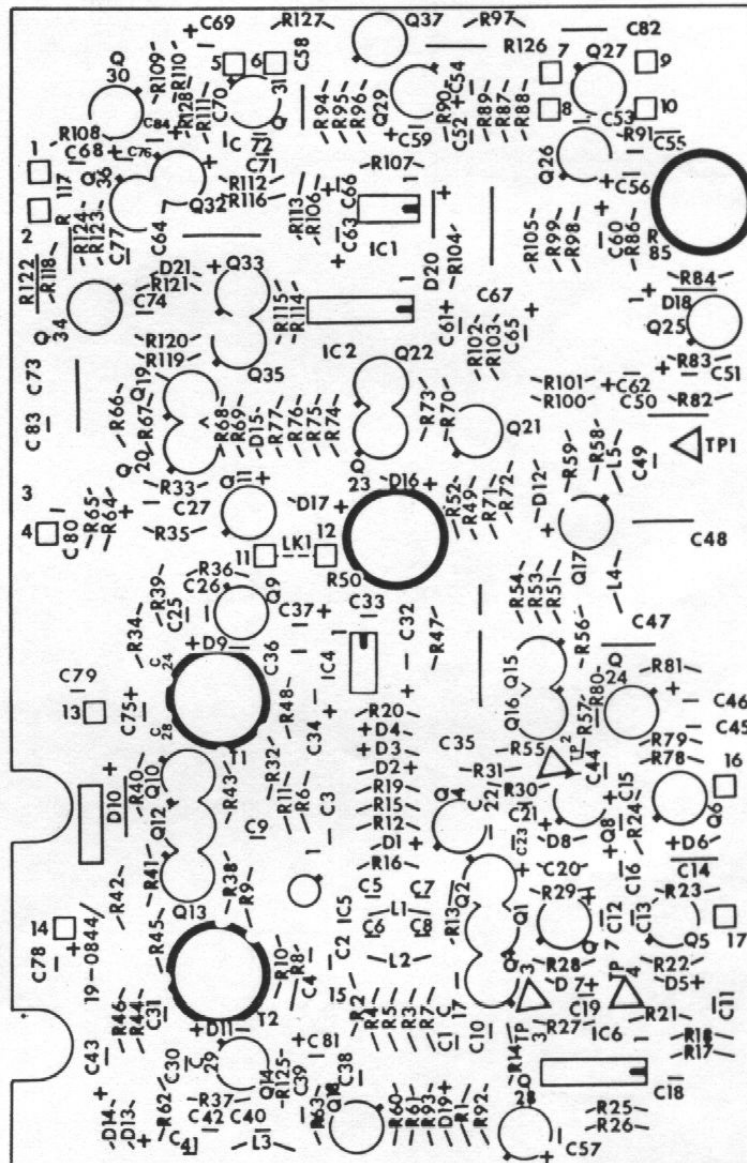 C69
R127
Q37
R97
C82
R126
R109
R110
Q
30
5
6
C58
31
Q
7
Q27
9
C84
R128
R111
C70
R94
R95
R96
Q29
R90
C54
C52
R89
R87
R88
8
C53
10
R108
1
C68
C76
C
72
C71
C59
R107
Q26
R91
C55
C56
117
R
Q
36
Q32
R112
R116
R113
R106
C66
1
C63
IC1
2
R124
R123
C77
C64
D20
R104
R105
R99
R98
C60
R86
R
85
R122
R118
D21
R121
Q33
C74
1
R115
R114
C67
R84
1
D18
Q
34
R120
R119
Q35
IC2
C61
R102
R103
C65
Q25
C73
Q22
R83
C51
Q19
R101
R100
C62
C50
R82
C83
R66
R67
R68
R69
D15
R77
R76
R75
R74
R73
R70
Q21
TP1
Q
20
Q
23
R59
R58
L5
C49
3
R33
Q11
D17
D16
R52
R49
R71
R72
D12
4
C80
R65
R64
C27
R35
Q17
C48
11
LK1
12
R50
R36
C26
Q9
R39
C25
R34
C37
C33
C32
R47
R54
R53
R51
L4
R56
C47
D9
C36
IC4
1
Q15
C79
C
24
Q
24
R81
13
C75
C
28
R48
C34
Q16
R57
R80
C46
C45
T1
R20
D4
D3
D2
C35
R55
TP
2
R79
R78
16
Q10
R40
R43
R32
R11
R6
C3
R19
R15
R12
R31
R30
C44
C15
D10
Q12
Q
4
C
22
C21
C23
D8
Q8
R24
Q6
C9
D1
R16
D6
C14
R41
R42
Q13
R38
R9
1
C5
C7
Q2
C20
C16
R23
14
R45
IC5
L1
C6
C8
R13
Q1
R29
C12
C13
Q5
17
19-0844
C78
R10
R8
C4
C2
L2
Q
3
Q
7
R28
D7
TP
4
R22
D5
R46
R44
C31
T2
D11
15
R2
R4
R5
R3
R7
C1
C
17
C10
TP
3
C19
R27
IC6
R21
C11
R18
R17
C43
C30
C
29
Q14
R125
C81
C39
C38
R14
1
C18
D14
D13
R62
R37
C42
C40
C41
L3
R63
Q18
R60
R61
R93
D19
R1
R92
Q
28
R25
R26
C57